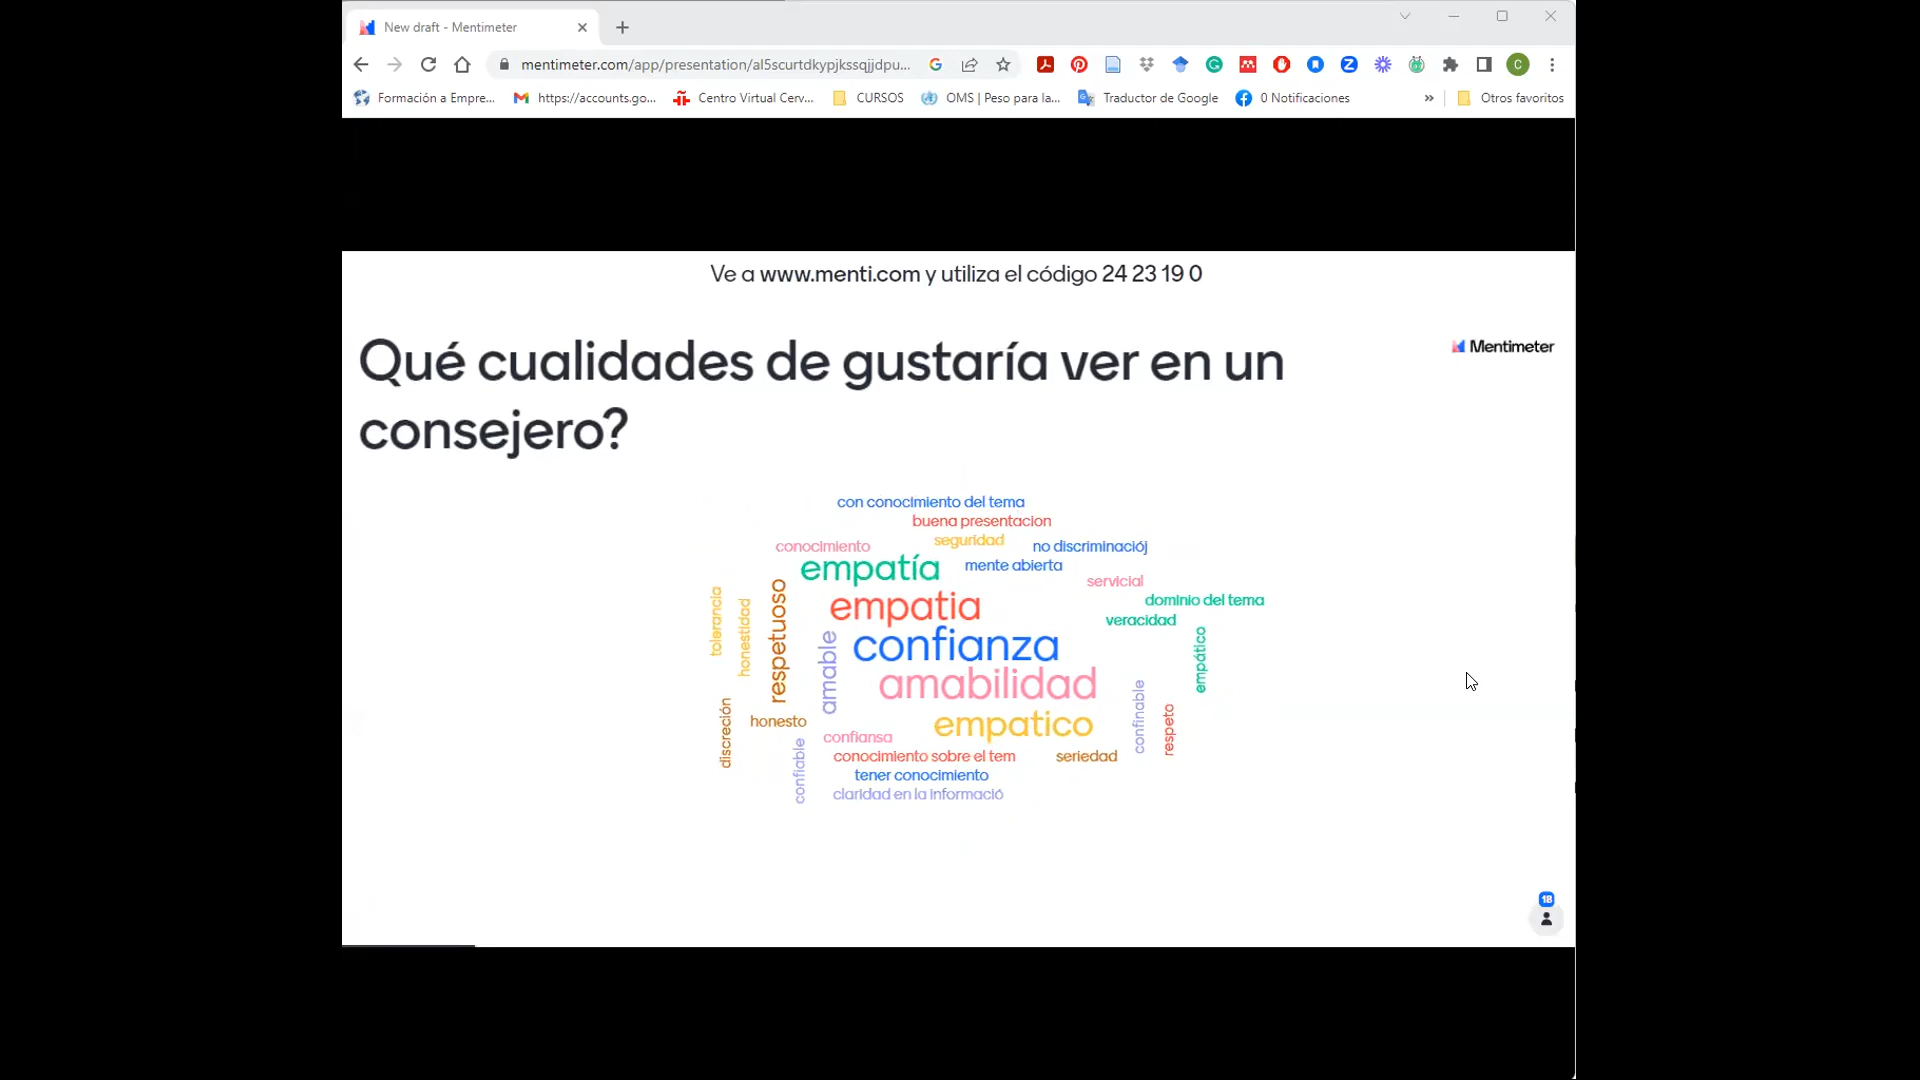 New draft - Mentimeter
mentimeter.com/app/presentation/al5scurtdkypjkssqjjdpu...
C
Formación a Empre...
https://accounts.go...
Centro Virtual Cerv...
CURSOS
OMS | Peso para la...
Traductor de Google
0 Notificaciones
»
Otros favoritos
Ve a www.menti.com y utiliza el código 24 23 19 0
Qué cualidades de gustaría ver en un
consejero?
Mentimeter
con conocimiento del tema
buena presentacion
seguridad
conocimiento
no discriminaciój
empatía
mente abierta
servicial
empatia
dominio del tema
veracidad
tolerancia
honestidad
respetuoso
amable
confianza
empático
amabilidad
discreción
honesto
empatico
confinable
respeto
confiansa
confiable
conocimiento sobre el tem
seriedad
tener conocimiento
claridad en la informació
18